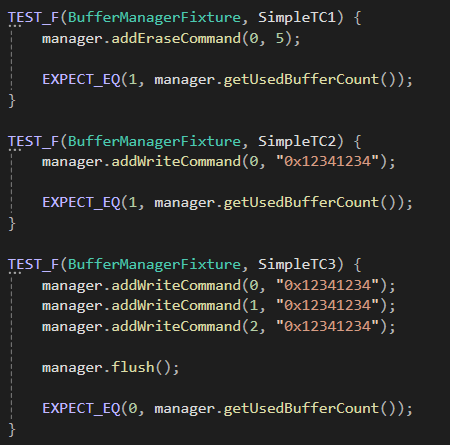 TEST_F(BufferManagerFixture, SimpleTC1) {
    manager.addEraseCommand(0, 5);
    EXPECT_EQ(1, manager.getUsedBufferCount());
}
TEST_F(BufferManagerFixture, SimpleTC2) {
    manager.addWriteCommand(0, "0x12341234");
    EXPECT_EQ(1, manager.getUsedBufferCount());
}
TEST_F(BufferManagerFixture, SimpleTC3) {
    manager.addWriteCommand(0, "0x12341234");
    manager.addWriteCommand(1, "0x12341234");
    manager.addWriteCommand(2, "0x12341234");
    manager.flush();
    EXPECT_EQ(0, manager.getUsedBufferCount());
}